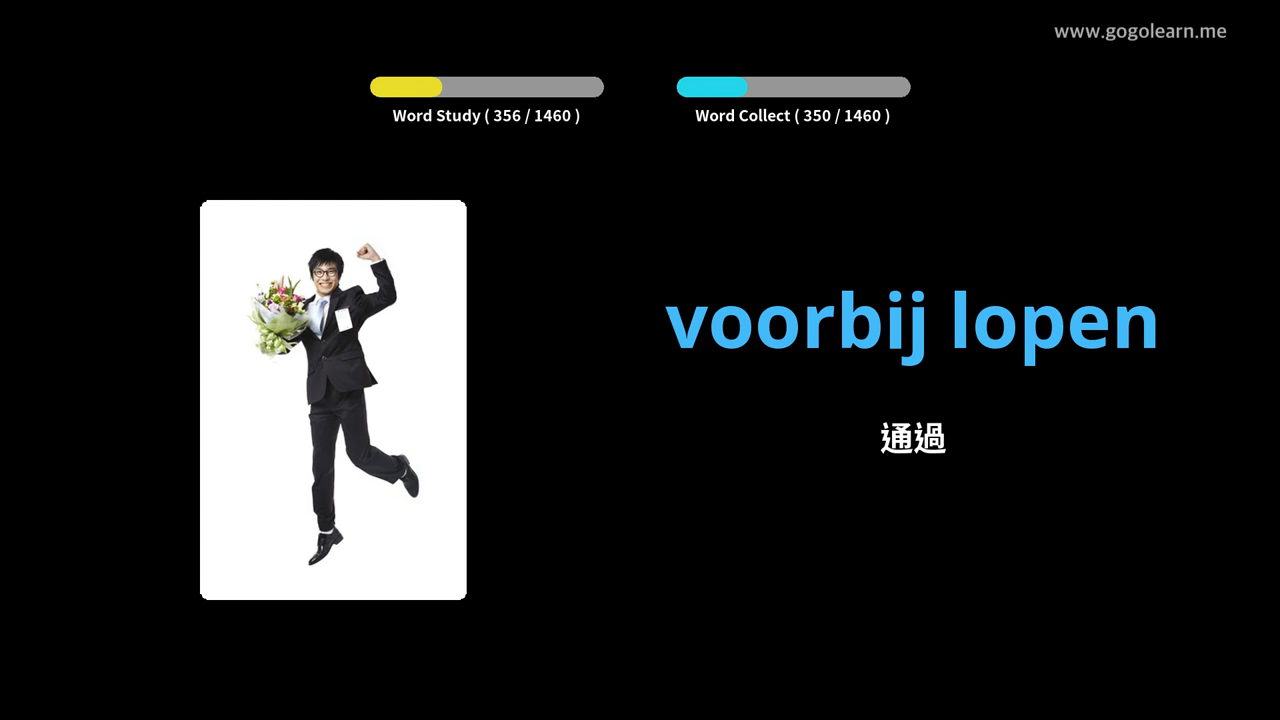 www.gogolearn.me
Word Study ( 356 / 1460 )
Word Collect ( 350 / 1460 )
voorbij lopen
通過